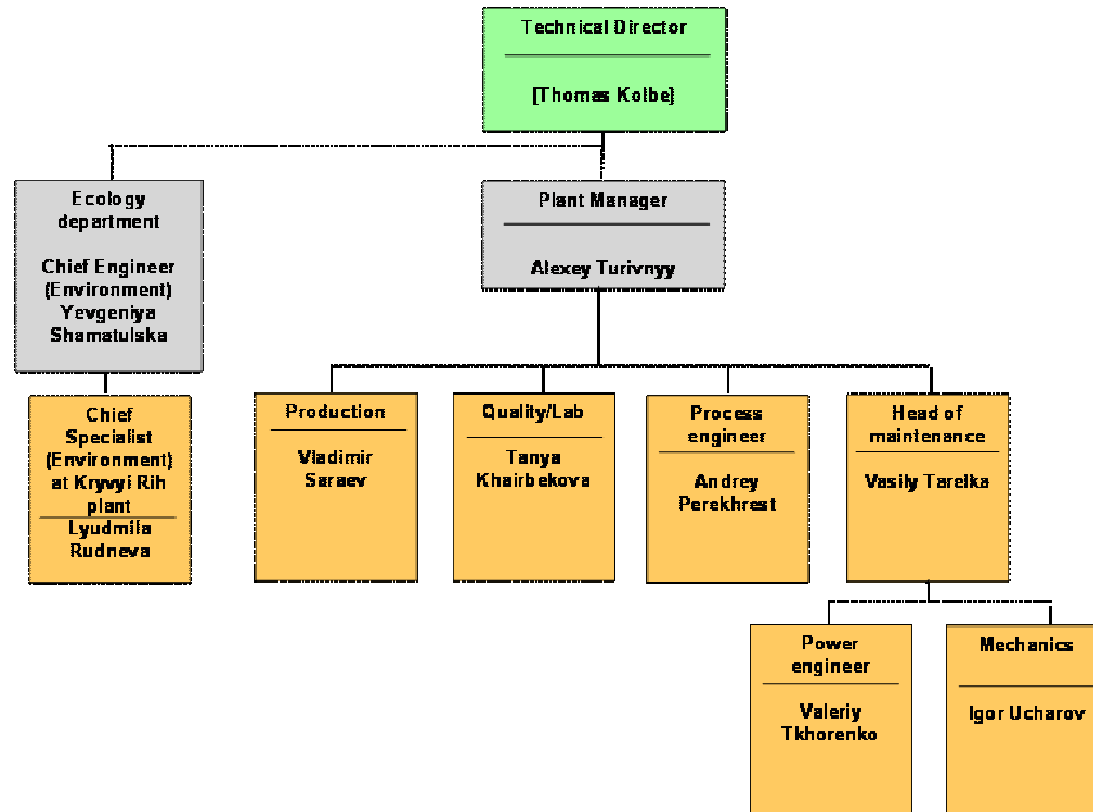 Technical Director
[Thomas Kolbe]
Ecology
department
Chief Engineer
(Environment)
Yevgeniya
Shamatulska
Plant Manager
Alexey Turivnyy
Chief
Specialist
(Environment)
at Kryvyi Rih
plant
Lyudmila
Rudneva
Production
Vladimir
Saraev
Quality/Lab
Tanya
Khairbekova
Process
engineer
Andrey
Perekhrest
Head of
maintenance
Vasily Tarelka
Power
engineer
Valeriy
Tkhorenko
Mechanics
Igor Ucharov